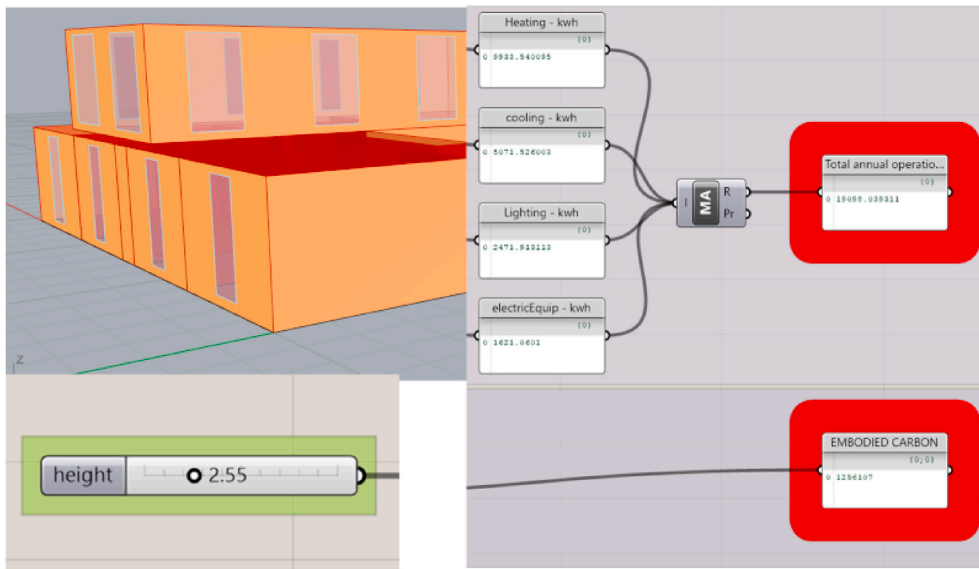 Heating - kwh
{0}
0 9933.540095
cooling - kwh
{0}
0 5071.526003
Lighting - kwh
{0}
0 2471.913113
electricEquip - kwh
{0}
0 1621.0601
I
MA
R
Pr
Total annual operatio...
{0}
0 19098.039311
z
height
2.55
EMBODIED CARBON
{0;0}
0 1256107